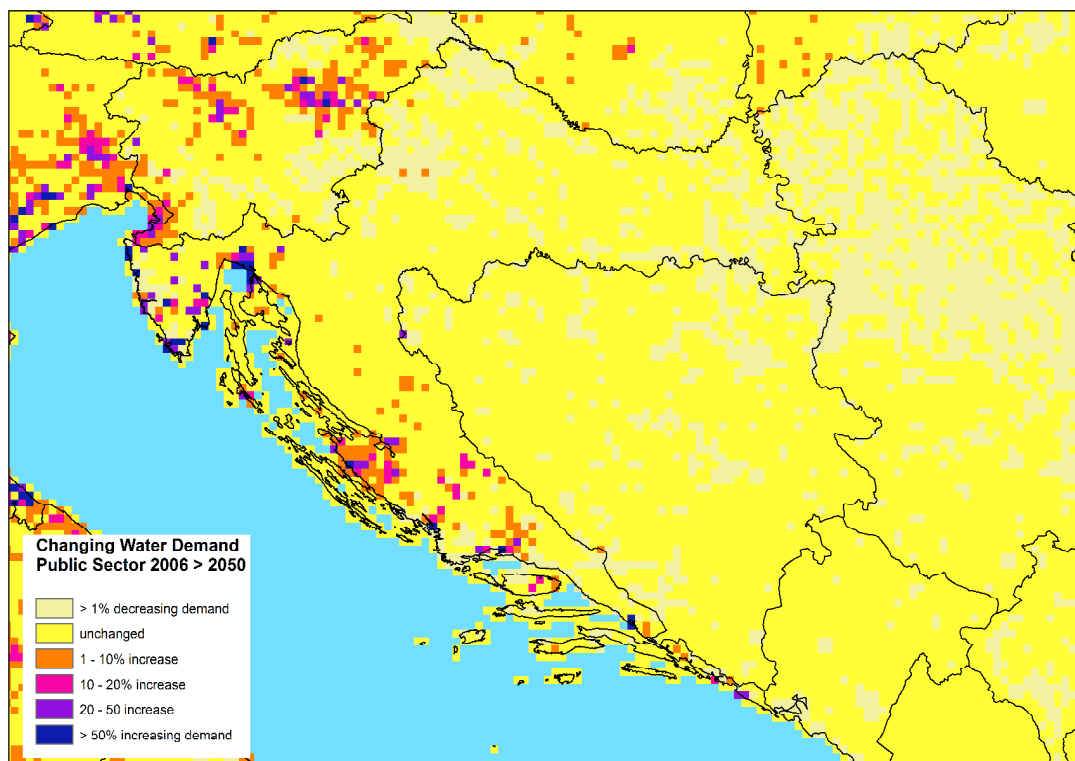 Changing Water Demand
Public Sector 2006 > 2050
> 1% decreasing demand
unchanged
1 - 10% increase
10 - 20% increase
20 - 50 increase
> 50% increasing demand